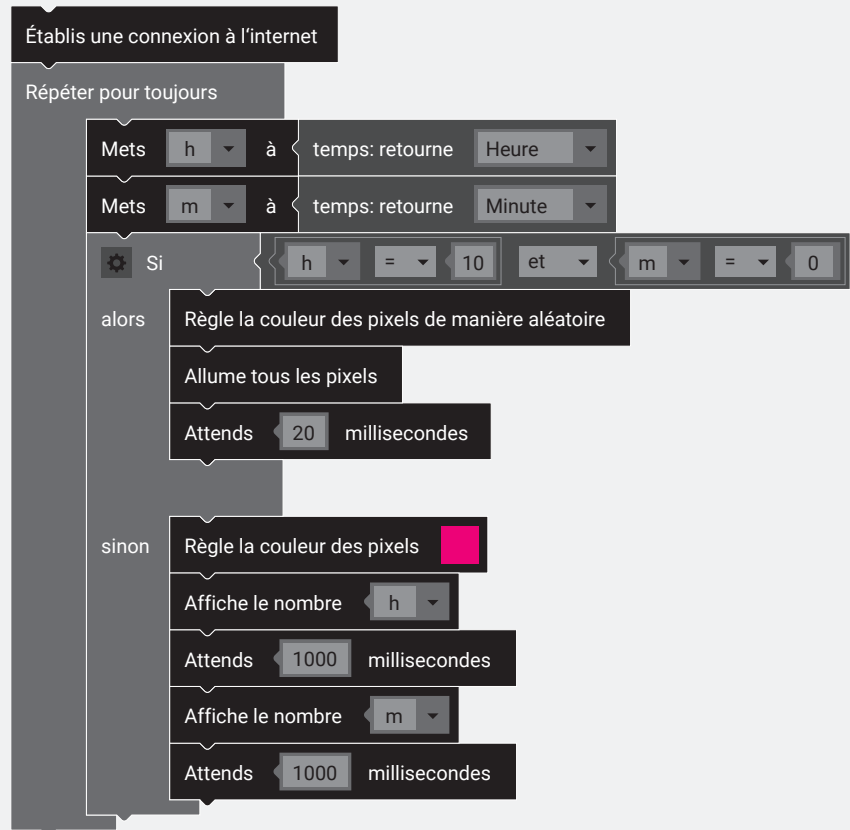 Établis une connexion à l'internet
Répéter pour toujours
Mets h à temps: retourne Heure
Mets m à temps: retourne Minute
Si h = 10 et m = 0
alors Règle la couleur des pixels de manière aléatoire
Allume tous les pixels
Attends 20 millisecondes
sinon Règle la couleur des pixels
Affiche le nombre h
Attends 1000 millisecondes
Affiche le nombre m
Attends 1000 millisecondes